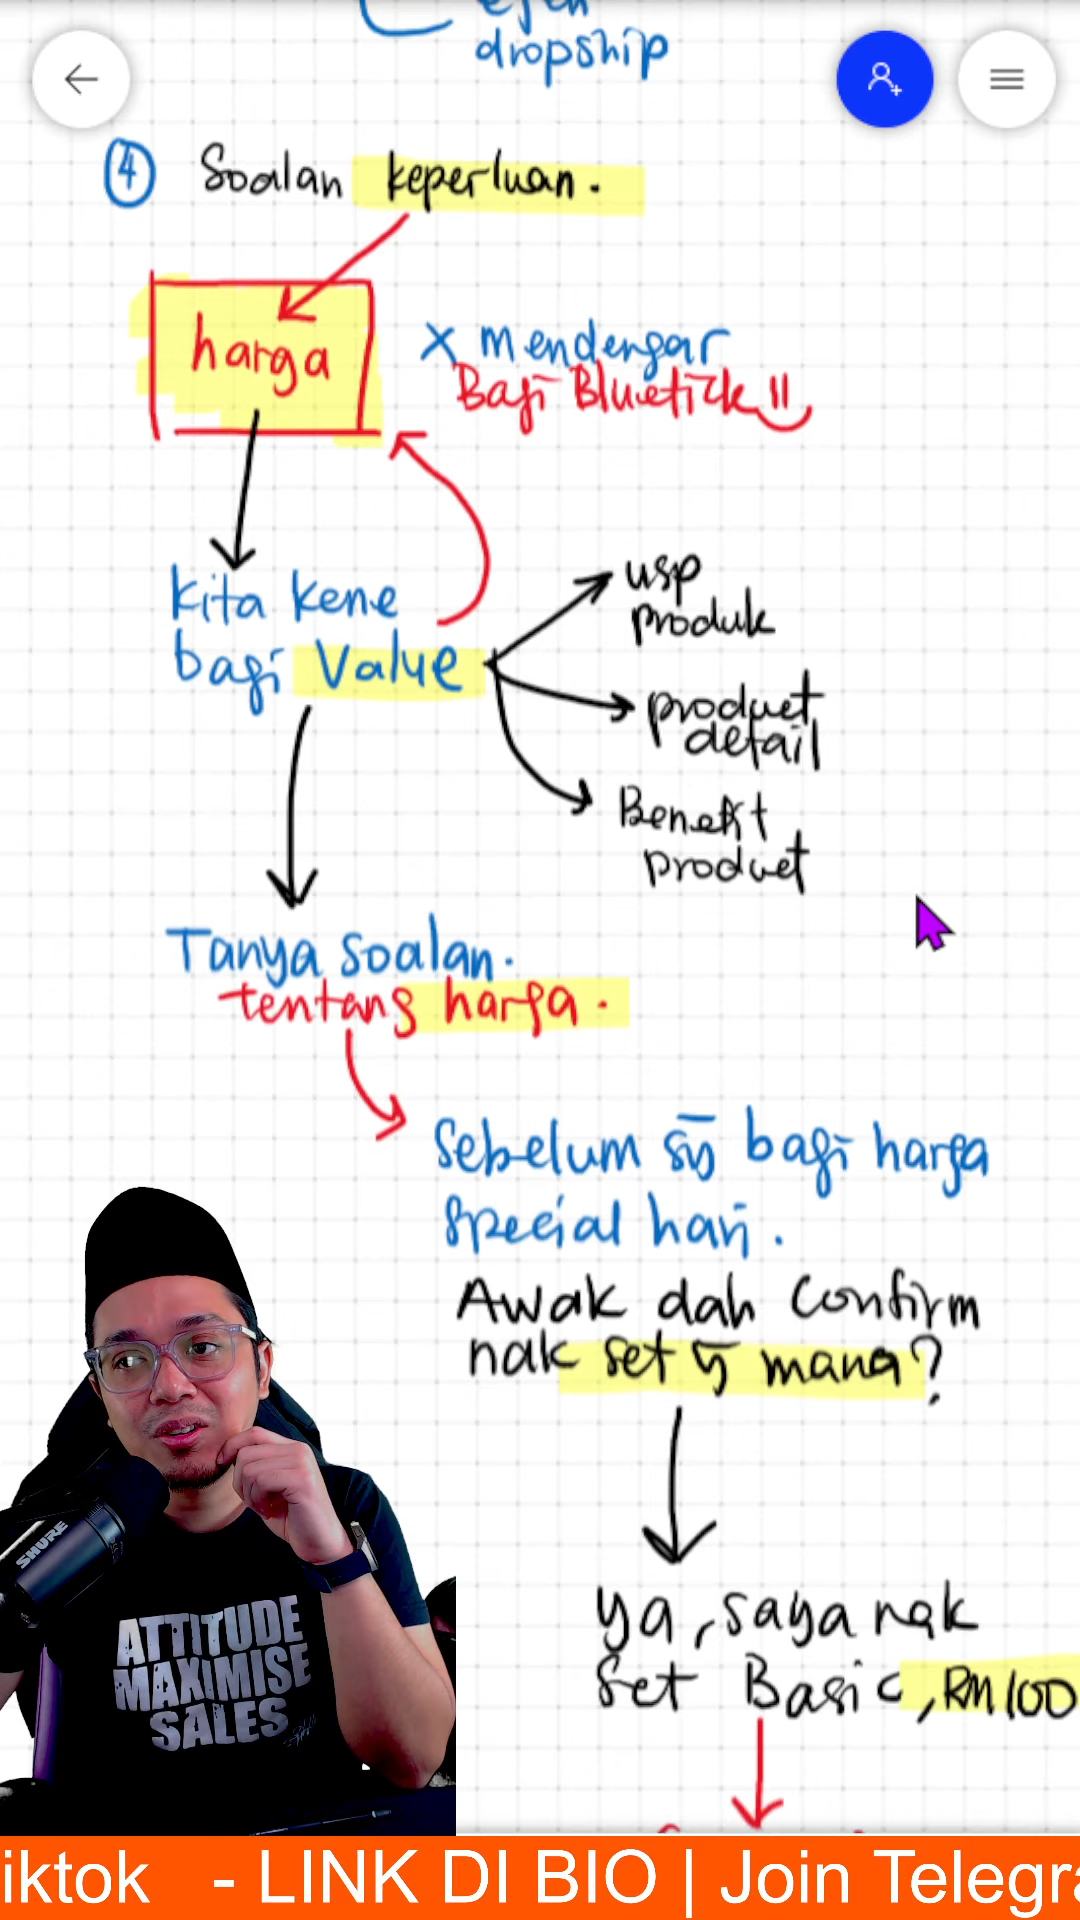 ejen
dropship
4 Soalan keperluan.
harga
x mendengar
Bagi Bluetick
kita kene
bagi Value
usp
produk
product
detail
Benefit
product
Tanya soalan.
tentang harga.
Sebelum sy bagi harga
special hari.
Awak dah Confirm
nak set yg mana?
ya, saya nak
Set Basic, RM100
SHURE
ATTITUDE
MAXIMISE
SALES
iktok - LINK DI BIO | Join Telegra